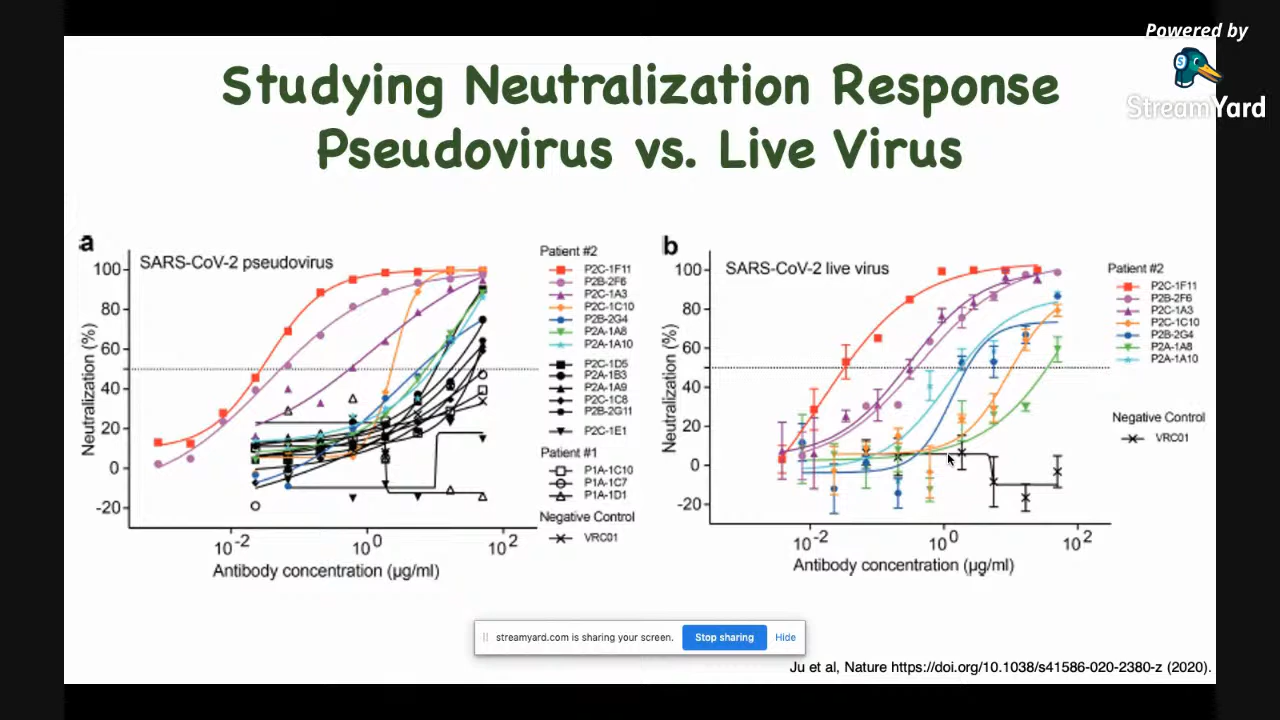 Powered by
StreamYard
Studying Neutralization Response
Pseudovirus vs. Live Virus
a
SARS-CoV-2 pseudovirus
Neutralization (%)
100
80
60
40
20
0
-20
10-2
100
102
Antibody concentration (μg/ml)
Patient #2
P2C-1F11
P2B-2F6
P2C-1A3
P2C-1C10
P2B-2G4
P2A-1A8
P2A-1A10
P2C-1D5
P2A-1B3
P2A-1A9
P2C-1C8
P2B-2G11
P2C-1E1
Patient #1
P1A-1C10
P1A-1C7
P1A-1D1
Negative Control
VRC01
b
SARS-CoV-2 live virus
Neutralization (%)
100
80
60
40
20
0
-20
10-2
100
102
Antibody concentration (μg/ml)
Patient #2
P2C-1F11
P2B-2F6
P2C-1A3
P2C-1C10
P2B-2G4
P2A-1A8
P2A-1A10
Negative Control
VRC01
streamyard.com is sharing your screen.
Stop sharing
Hide
Ju et al, Nature https://doi.org/10.1038/s41586-020-2380-z (2020).